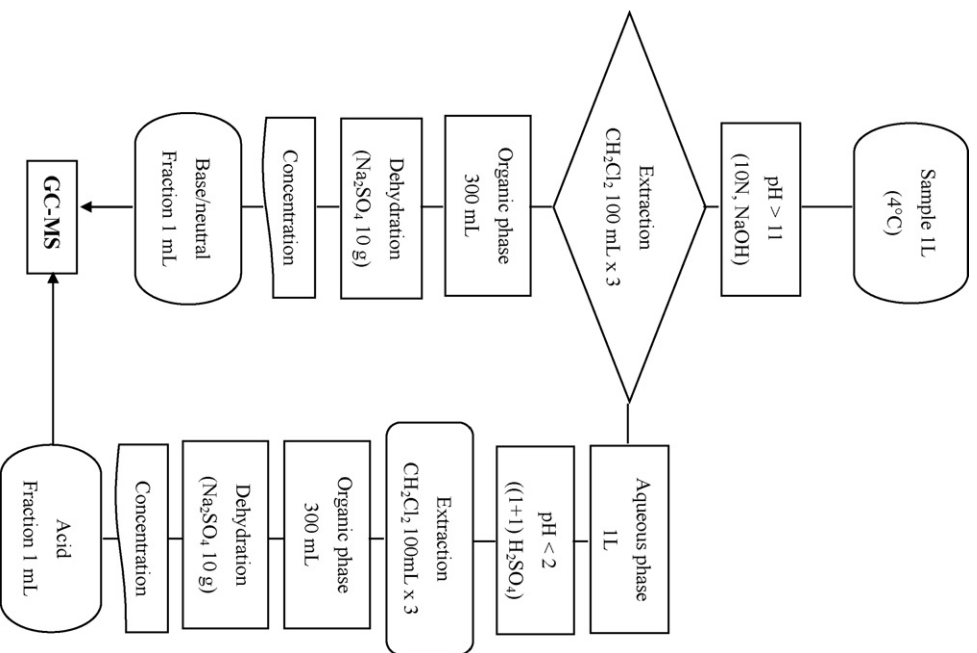 Sample 1L
(4°C)
pH > 11
(10N, NaOH)
Extraction
CH₂Cl₂ 100 mL x 3
Organic phase
300 mL
Dehydration
(Na₂SO₄ 10 g)
Concentration
Base/neutral
Fraction 1 mL
GC-MS
Aqueous phase
1L
pH < 2
((1+1) H₂SO₄)
Extraction
CH₂Cl₂ 100mL x 3
Organic phase
300 mL
Dehydration
(Na₂SO₄ 10 g)
Concentration
Acid
Fraction 1 mL